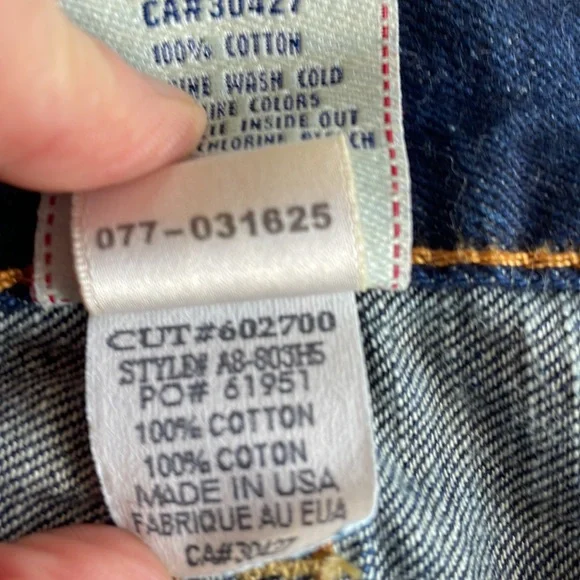 CA#30427
100% COTTON
INE WASH COLD
COLORS
INSIDE OUT
077-031625
CUT#602700
STYLE# A8-803H5
PO# 61951
100% COTTON
100% COTON
MADE IN USA
FABRIQUE AU EUA
CA#30427